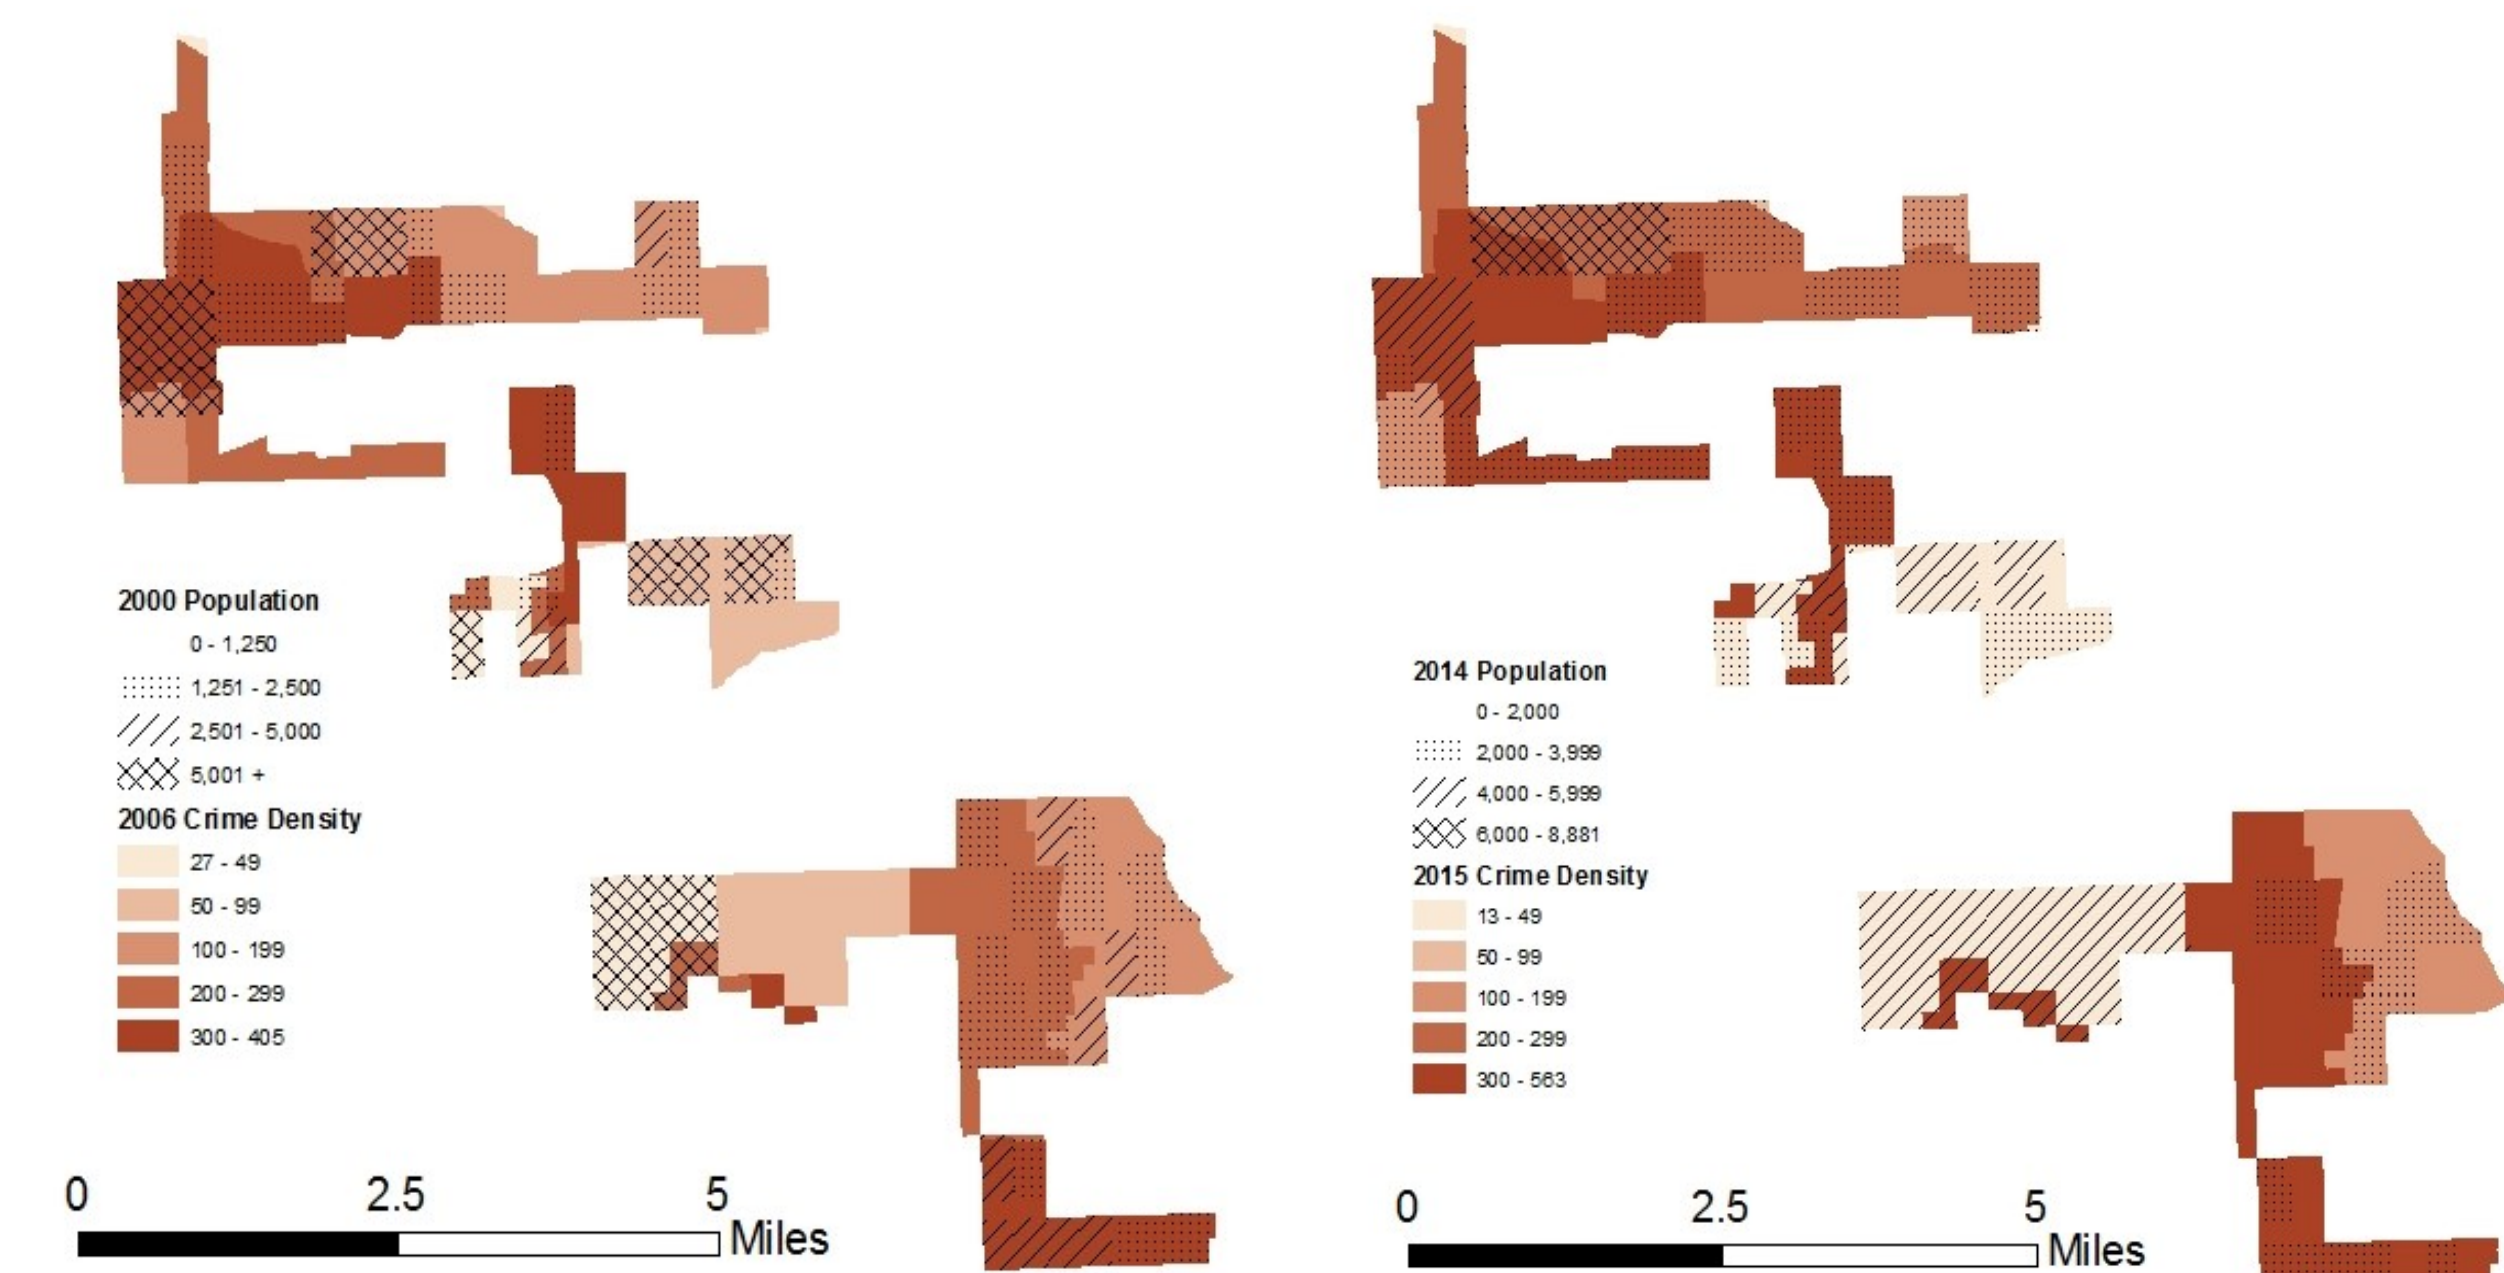 2000 Population
0 - 1,250
1,251 - 2,500
2,501 - 5,000
5,001 +
2006 Crime Density
27 - 49
50 - 99
100 - 199
200 - 299
300 - 405
0 2.5 5
Miles
2014 Population
0 - 2,000
2,000 - 3,999
4,000 - 5,999
6,000 - 8,881
2015 Crime Density
13 - 49
50 - 99
100 - 199
200 - 299
300 - 563
0 2.5 5
Miles